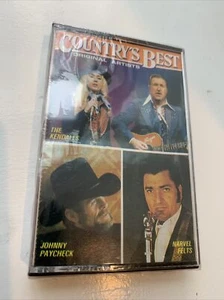 COUNTRY'S BEST
ORIGINAL ARTISTS
THE
KENDALLS
JOHNNY
PAYCHECK
NARVEL
FELTS